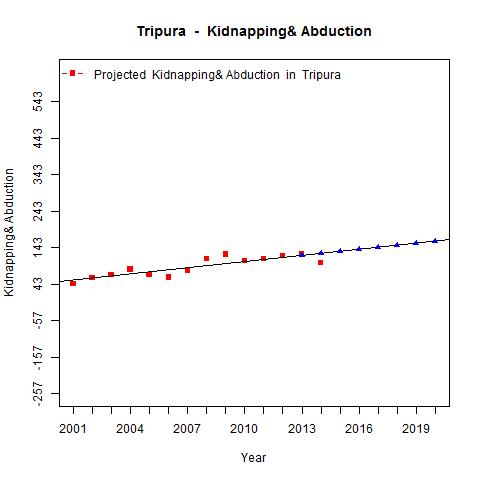 Tripura - Kidnapping& Abduction
Projected Kidnapping& Abduction in Tripura
Kidnapping& Abduction
543
443
343
243
143
43
-57
-157
-257
2001 2004 2007 2010 2013 2016 2019
Year